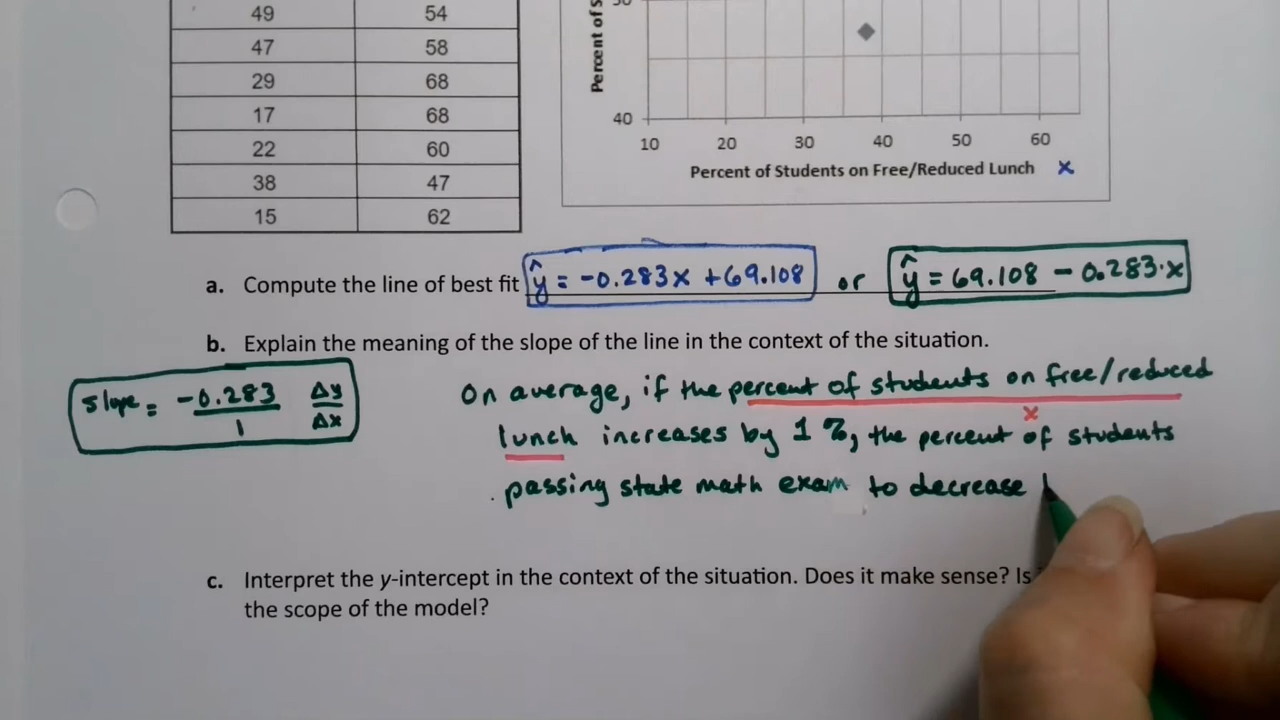 49 54
47 58
29 68
17 68
22 60
38 47
15 62
Percent of
40
10 20 30 40 50 60
Percent of Students on Free/Reduced Lunch x
a. Compute the line of best fit ŷ = -0.283x + 69.108 or ŷ = 69.108 - 0.283·x
b. Explain the meaning of the slope of the line in the context of the situation.
slope = -0.283/1 Δy/Δx
On average, if the percent of students on free/reduced
x
lunch increases by 1%, the percent of students
passing state math exam to decrease
c. Interpret the y-intercept in the context of the situation. Does it make sense? Is
the scope of the model?